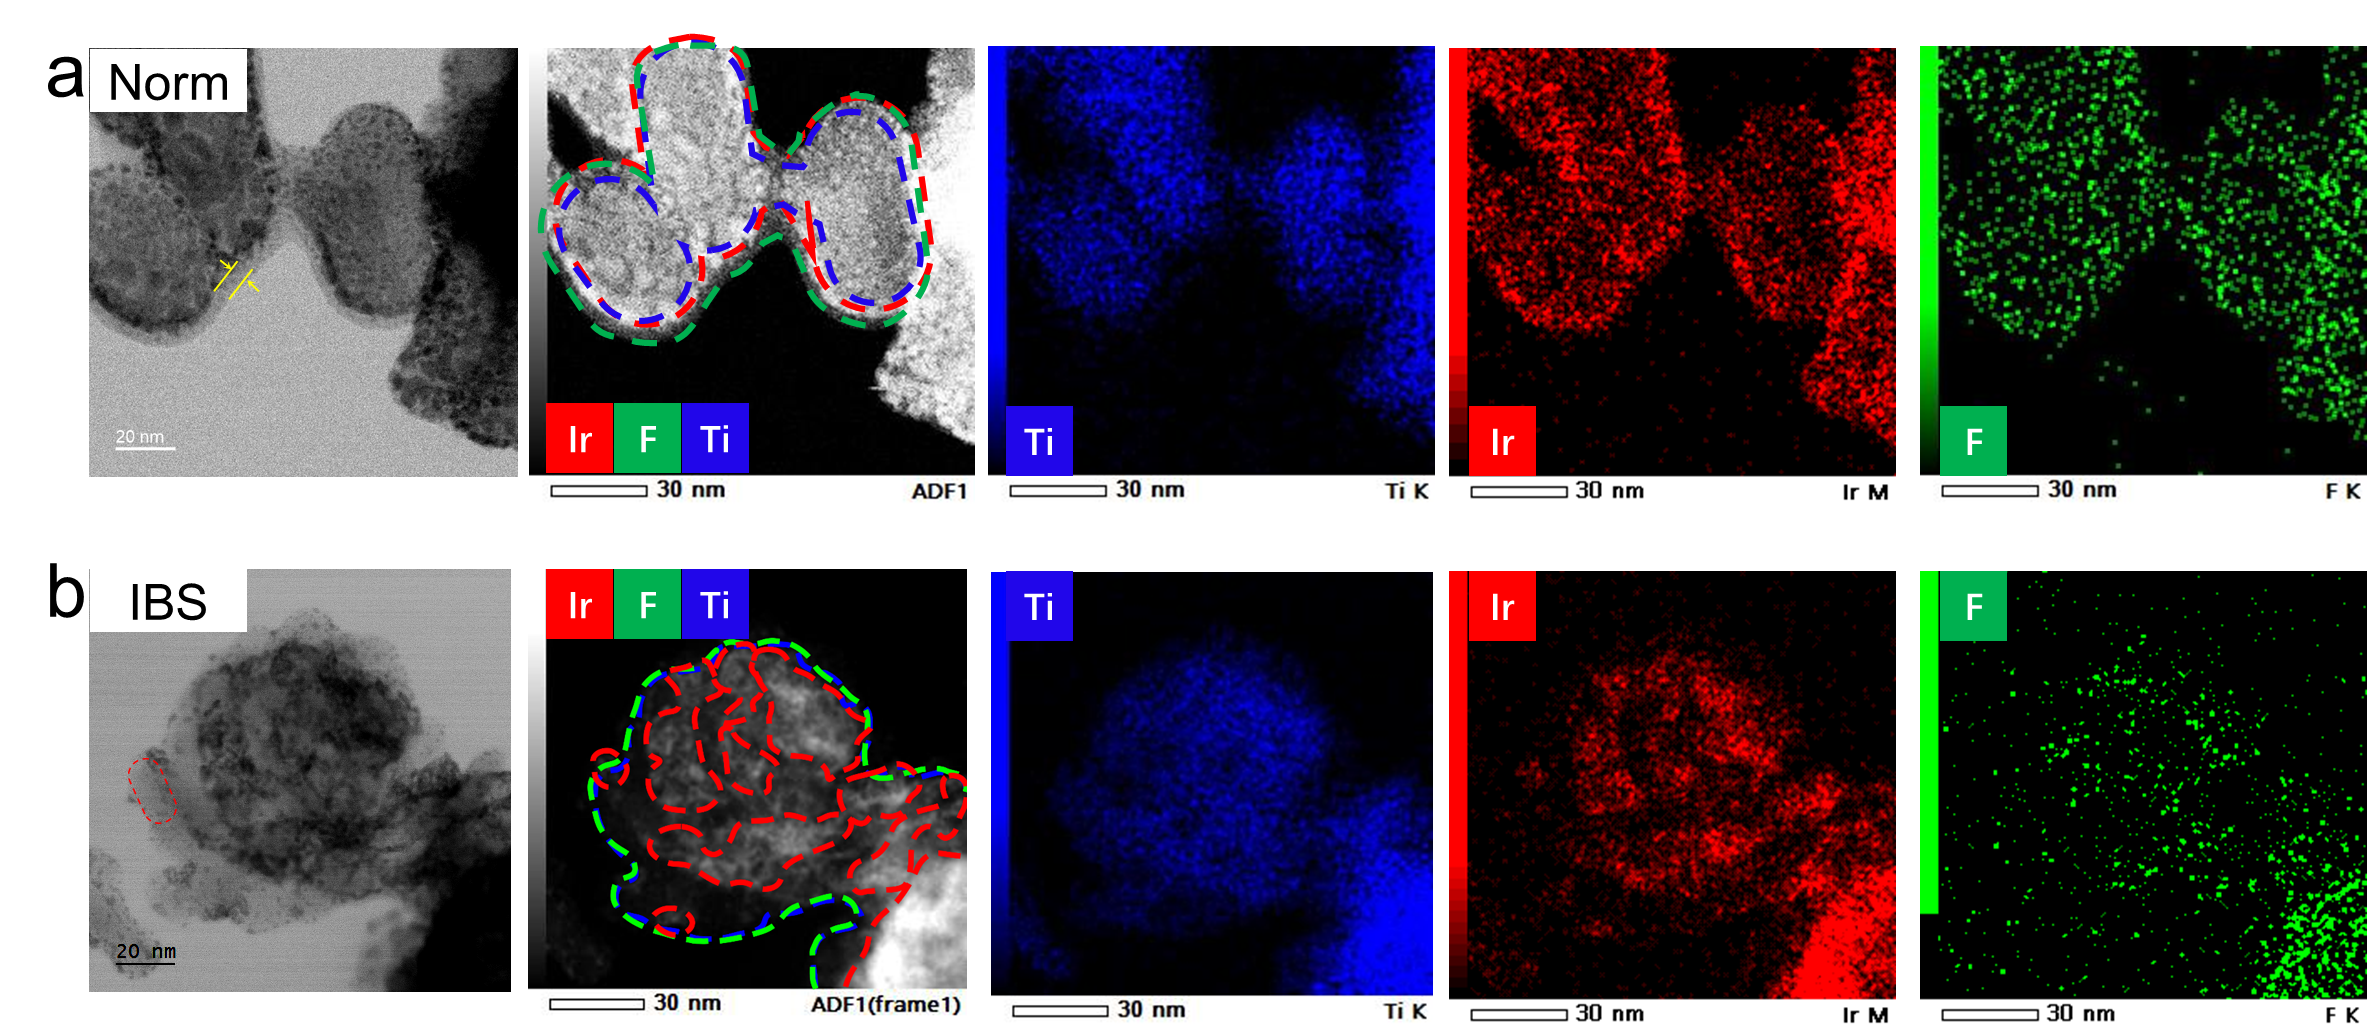 a
Norm
20 nm
Ir F Ti
30 nm ADF1
Ti
30 nm Ti K
Ir
30 nm Ir M
F
30 nm F K
b
IBS
20 nm
Ir F Ti
30 nm ADF1(frame1)
Ti
30 nm Ti K
Ir
30 nm Ir M
F
30 nm F K